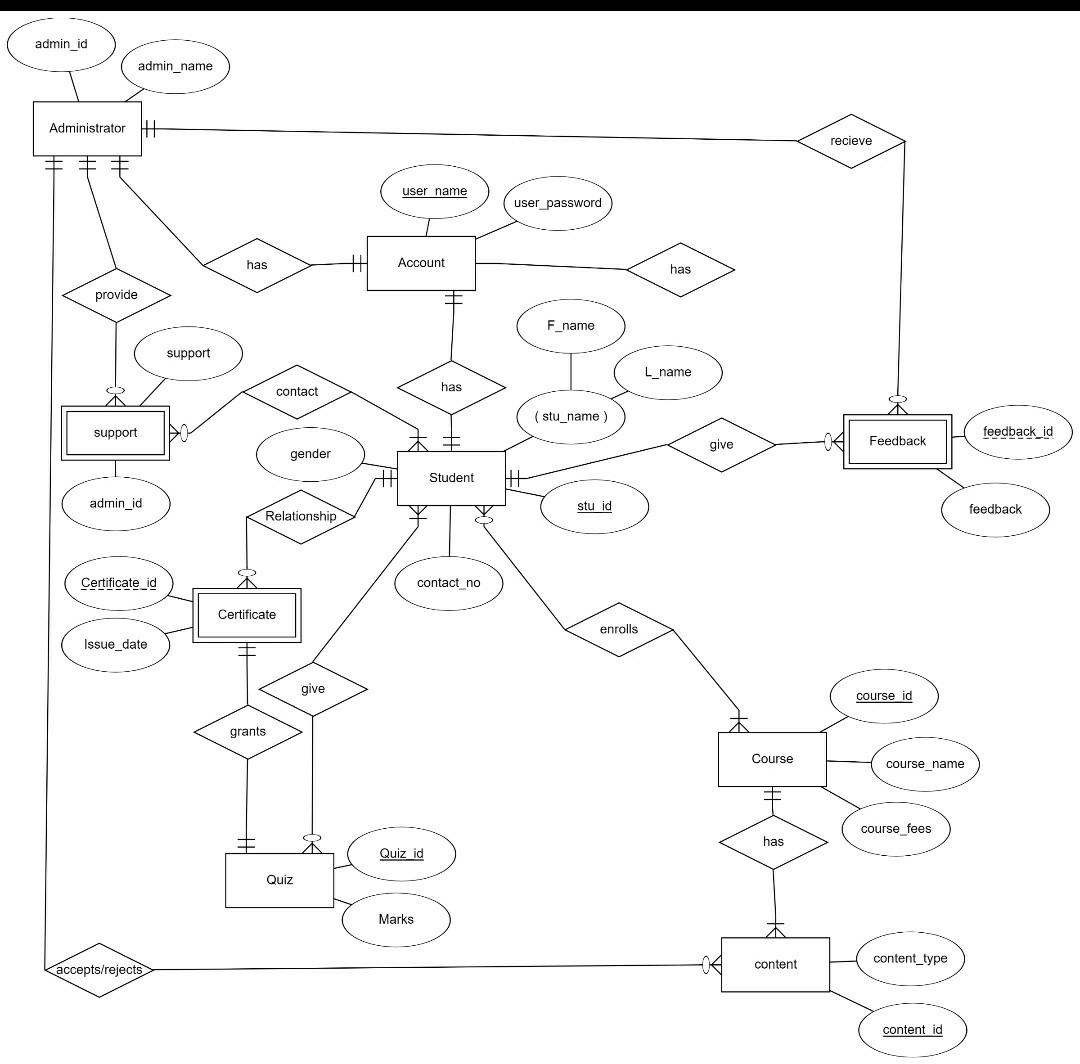 admin_id
admin_name
Administrator
recieve
user_name
user_password
has
Account
has
provide
F_name
support
L_name
contact
has
( stu_name )
support
give
Feedback
feedback_id
gender
Student
admin_id
Relationship
stu_id
feedback
Certificate_id
contact_no
Certificate
Issue_date
enrolls
give
course_id
grants
Course
course_name
course_fees
has
Quiz_id
Quiz
Marks
accepts/rejects
content
content_type
content_id